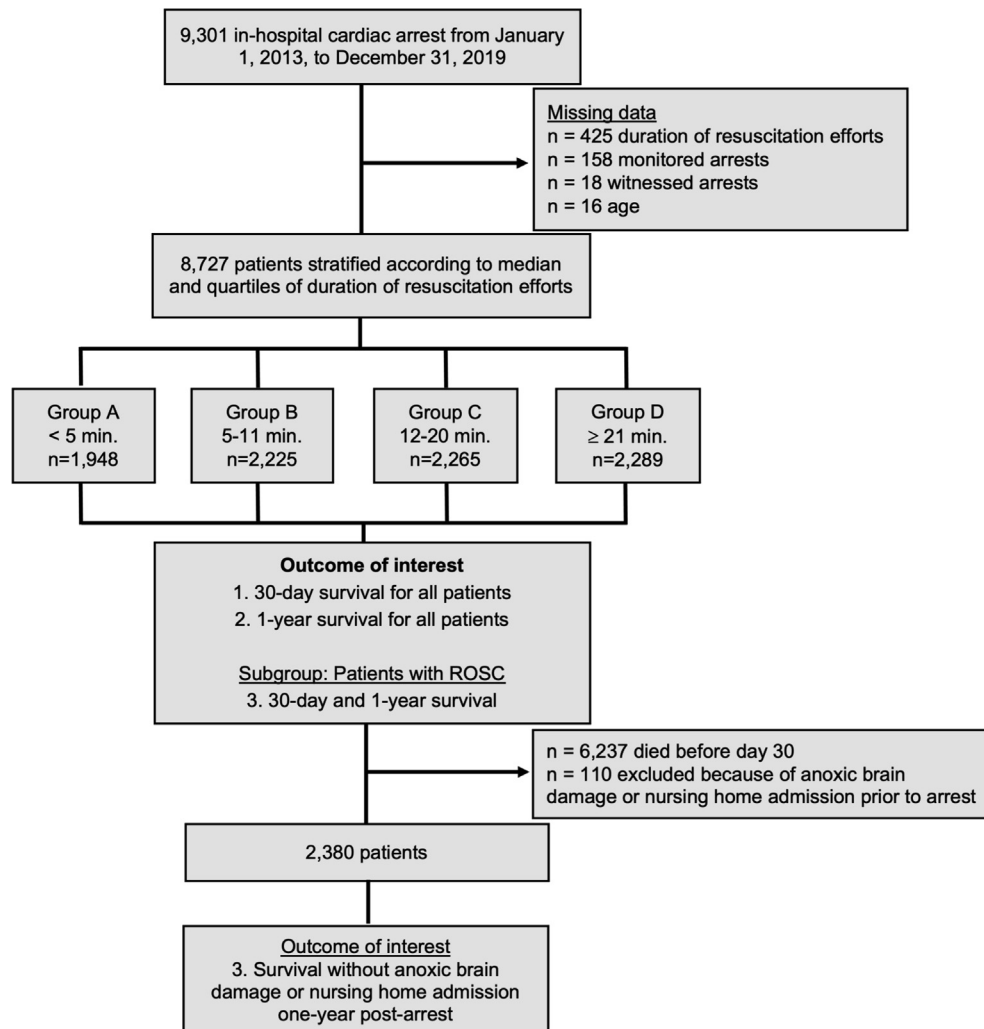 9,301 in-hospital cardiac arrest from January
1, 2013, to December 31, 2019
Missing data
n = 425 duration of resuscitation efforts
n = 158 monitored arrests
n = 18 witnessed arrests
n = 16 age
8,727 patients stratified according to median
and quartiles of duration of resuscitation efforts
Group A
< 5 min.
n=1,948
Group B
5-11 min.
n=2,225
Group C
12-20 min.
n=2,265
Group D
≥ 21 min.
n=2,289
Outcome of interest
1. 30-day survival for all patients
2. 1-year survival for all patients
Subgroup: Patients with ROSC
3. 30-day and 1-year survival
n = 6,237 died before day 30
n = 110 excluded because of anoxic brain
damage or nursing home admission prior to arrest
2,380 patients
Outcome of interest
3. Survival without anoxic brain
damage or nursing home admission
one-year post-arrest